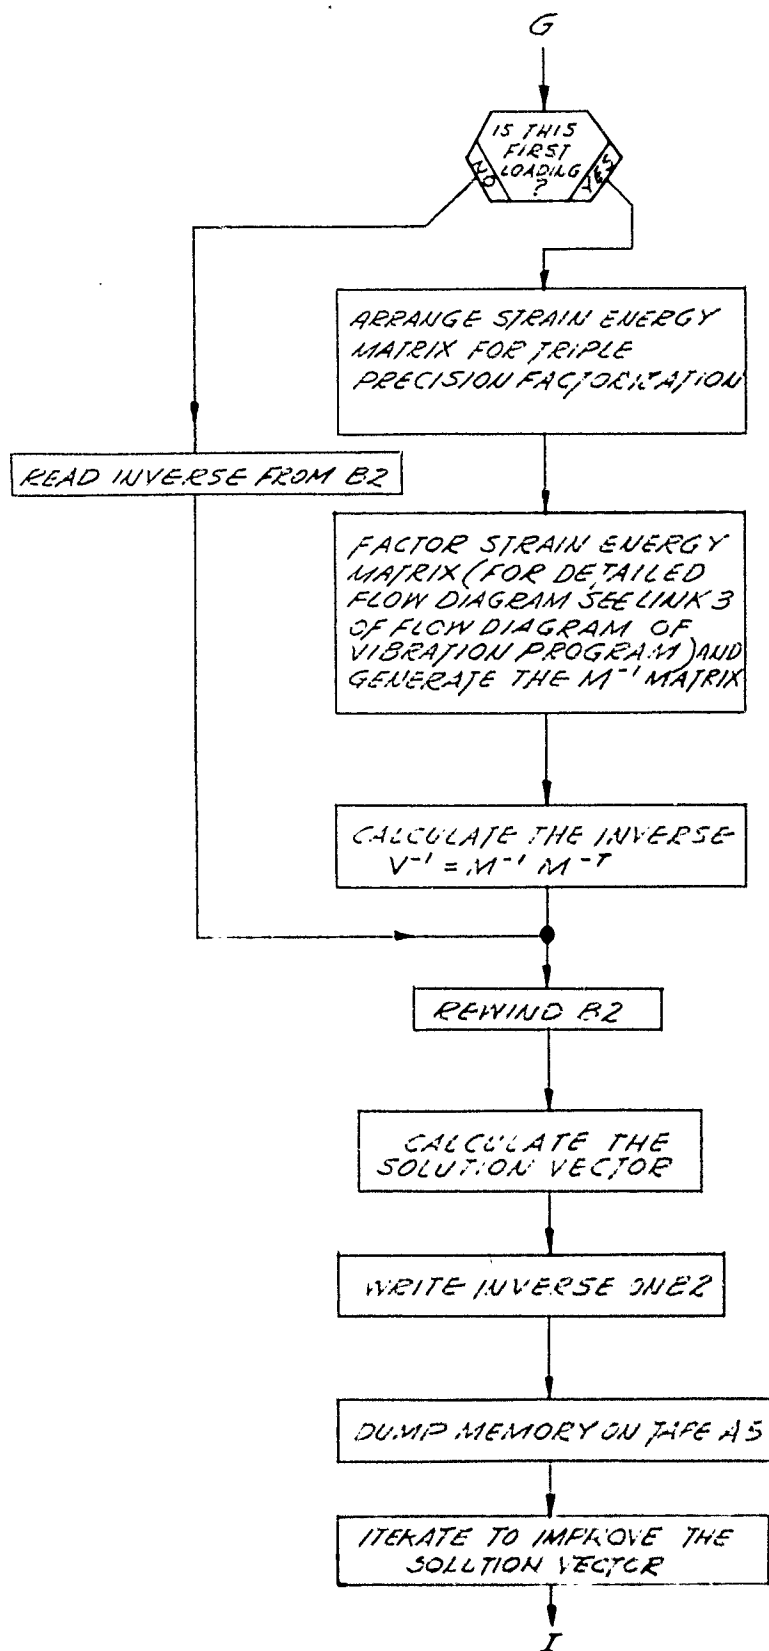 G
IS THIS
FIRST
LOADING
?
NO
YES
ARRANGE STRAIN ENERGY
MATRIX FOR TRIPLE
PRECISION FACTORIZATION
READ INVERSE FROM B2
FACTOR STRAIN ENERGY
MATRIX (FOR DETAILED
FLOW DIAGRAM SEE LINK 3
OF FLOW DIAGRAM OF
VIBRATION PROGRAM) AND
GENERATE THE M⁻¹ MATRIX
CALCULATE THE INVERSE
V⁻¹ = M⁻¹ M⁻ᵀ
REWIND B2
CALCULATE THE
SOLUTION VECTOR
WRITE INVERSE ON B2
DUMP MEMORY ON TAPE A5
ITERATE TO IMPROVE THE
SOLUTION VECTOR
I